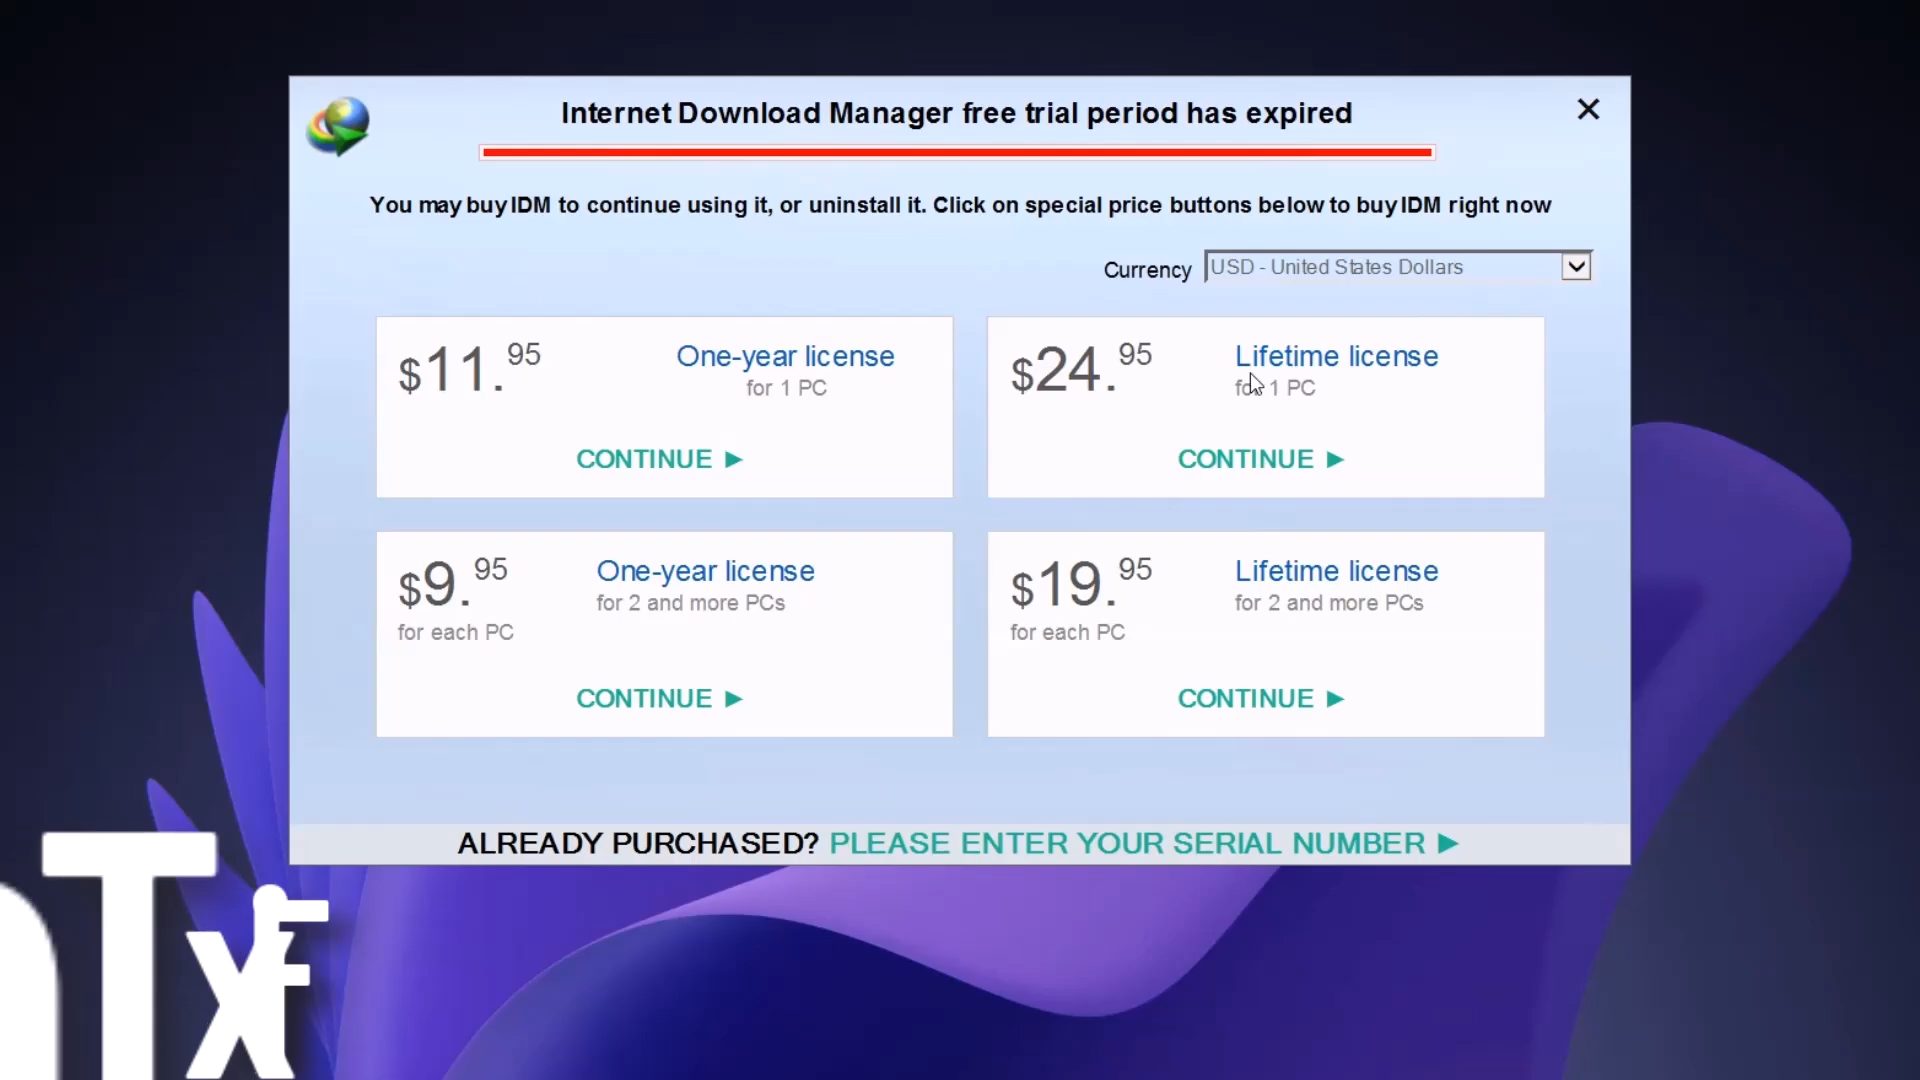 Internet Download Manager free trial period has expired
You may buy IDM to continue using it, or uninstall it. Click on special price buttons below to buy IDM right now
Currency USD - United States Dollars
$11.95 One-year license
for 1 PC
CONTINUE ►
$24.95 Lifetime license
for 1 PC
CONTINUE ►
$9.95 One-year license
for 2 and more PCs
for each PC
CONTINUE ►
$19.95 Lifetime license
for 2 and more PCs
for each PC
CONTINUE ►
ALREADY PURCHASED? PLEASE ENTER YOUR SERIAL NUMBER ►